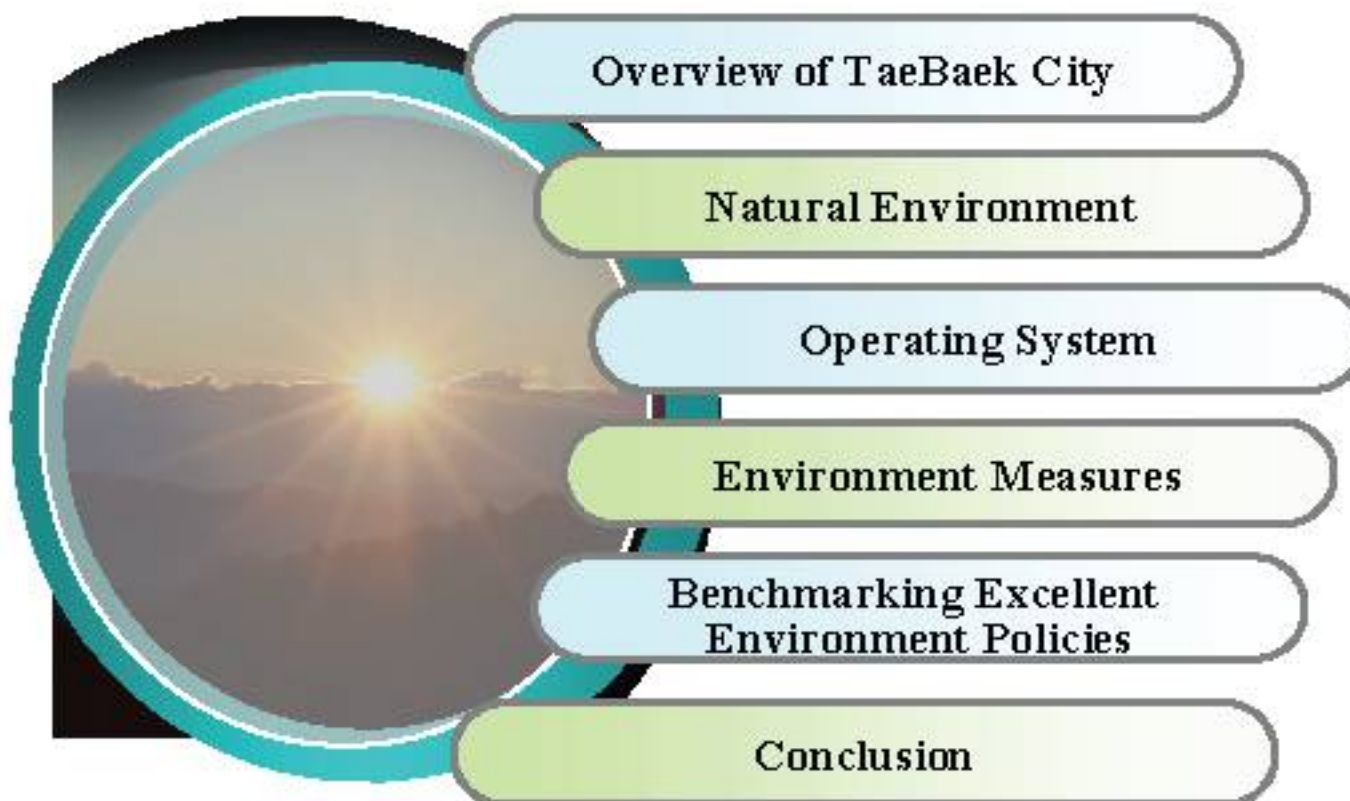 Overview of TaeBaek City
Natural Environment
Operating System
Environment Measures
Benchmarking Excellent
Environment Policies
Conclusion